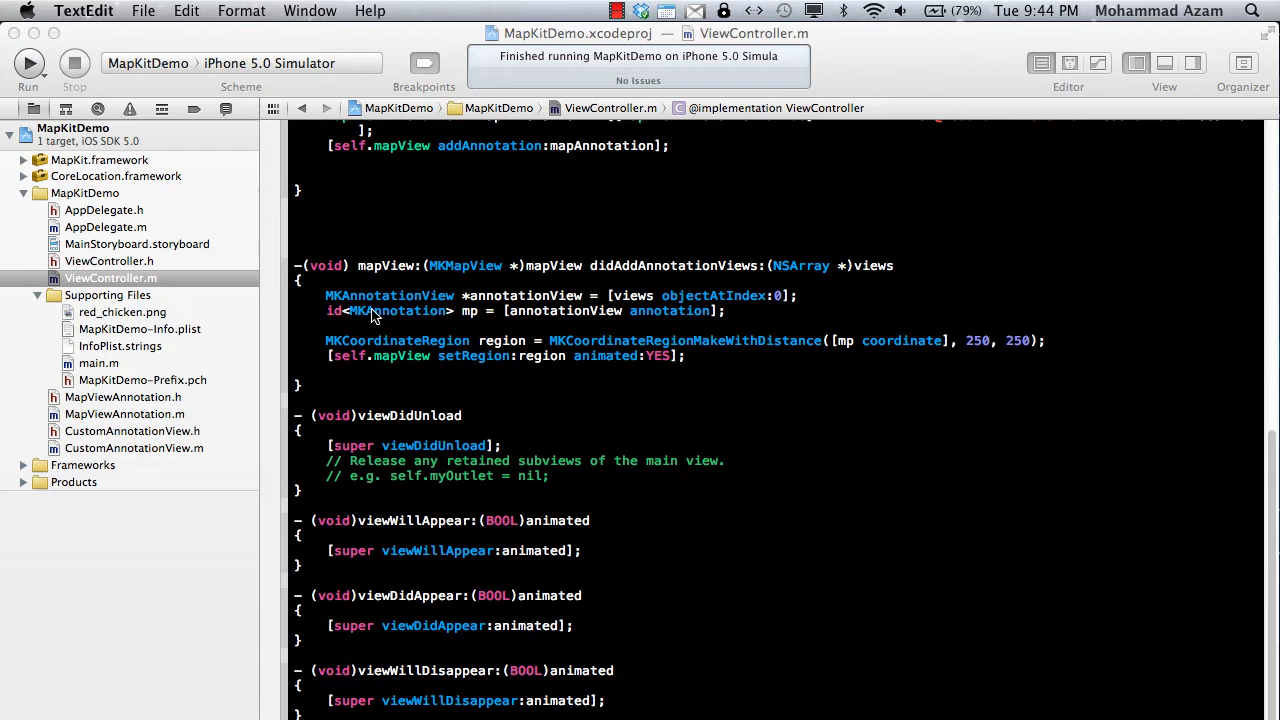 TextEdit File Edit Format Window Help (79%) Tue 9:44 PM Mohammad Azam
MapKitDemo.xcodeproj › ViewController.m
MapKitDemo › iPhone 5.0 Simulator
Finished running MapKitDemo on iPhone 5.0 Simula
No Issues
Run Stop Scheme Breakpoints Editor View Organizer
MapKitDemo › MapKitDemo › ViewController.m › @implementation ViewController
MapKitDemo
1 target, iOS SDK 5.0
MapKit.framework
CoreLocation.framework
MapKitDemo
AppDelegate.h
AppDelegate.m
MainStoryboard.storyboard
ViewController.h
ViewController.m
Supporting Files
red_chicken.png
MapKitDemo-Info.plist
InfoPlist.strings
main.m
MapKitDemo-Prefix.pch
MapViewAnnotation.h
MapViewAnnotation.m
CustomAnnotationView.h
CustomAnnotationView.m
Frameworks
Products
];
[self.mapView addAnnotation:mapAnnotation];
}
-(void) mapView:(MKMapView *)mapView didAddAnnotationViews:(NSArray *)views
{
MKAnnotationView *annotationView = [views objectAtIndex:0];
id<MKAnnotation> mp = [annotationView annotation];
MKCoordinateRegion region = MKCoordinateRegionMakeWithDistance([mp coordinate], 250, 250);
[self.mapView setRegion:region animated:YES];
}
- (void)viewDidUnload
{
[super viewDidUnload];
// Release any retained subviews of the main view.
// e.g. self.myOutlet = nil;
}
- (void)viewWillAppear:(BOOL)animated
{
[super viewWillAppear:animated];
}
- (void)viewDidAppear:(BOOL)animated
{
[super viewDidAppear:animated];
}
- (void)viewWillDisappear:(BOOL)animated
{
[super viewWillDisappear:animated];
}